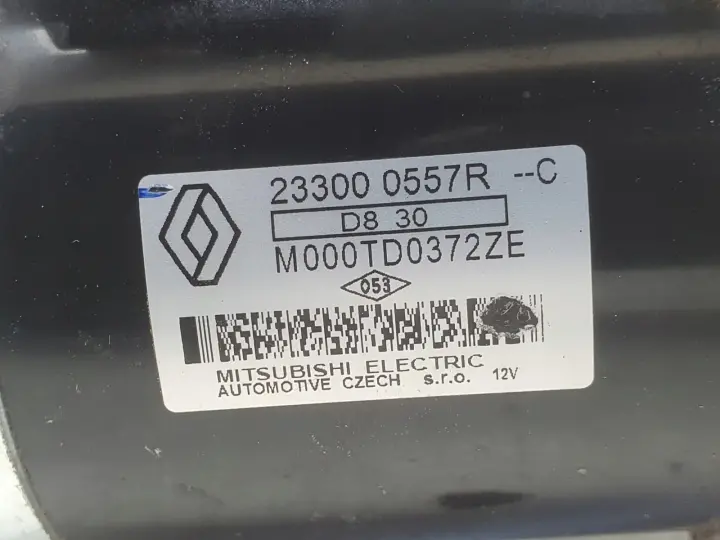 23300 0557R --C
D8 30
M000TD0372ZE
053
MITSUBISHI ELECTRIC
AUTOMOTIVE CZECH s.r.o. 12V